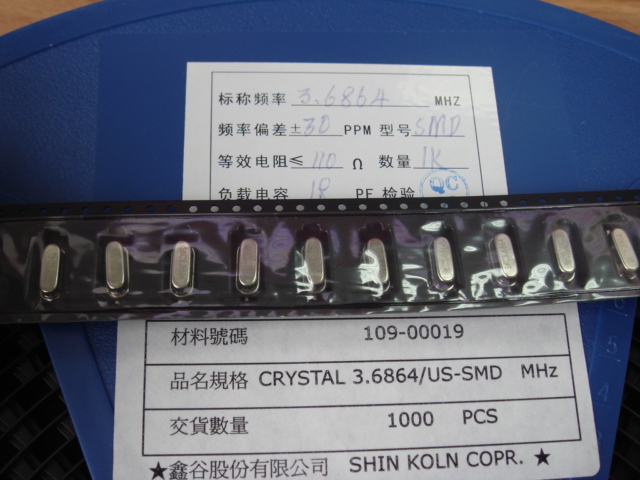 标称频率 3.6864 MHZ
频率偏差 ±30 PPM 型号 SMD
等效电阻≤ 110 Ω 数量 1K
负载电容 18 PF 检验 QC
材料號碼 109-00019
品名規格 CRYSTAL 3.6864/US-SMD MHz
交貨數量 1000 PCS
★鑫谷股份有限公司 SHIN KOLN COPR. ★